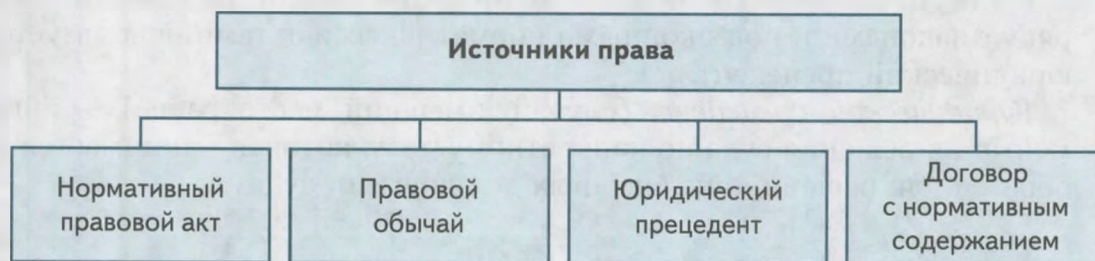 Источники права
Нормативный
правовой акт
Правовой
обычай
Юридический
прецедент
Договор
с нормативным
содержанием